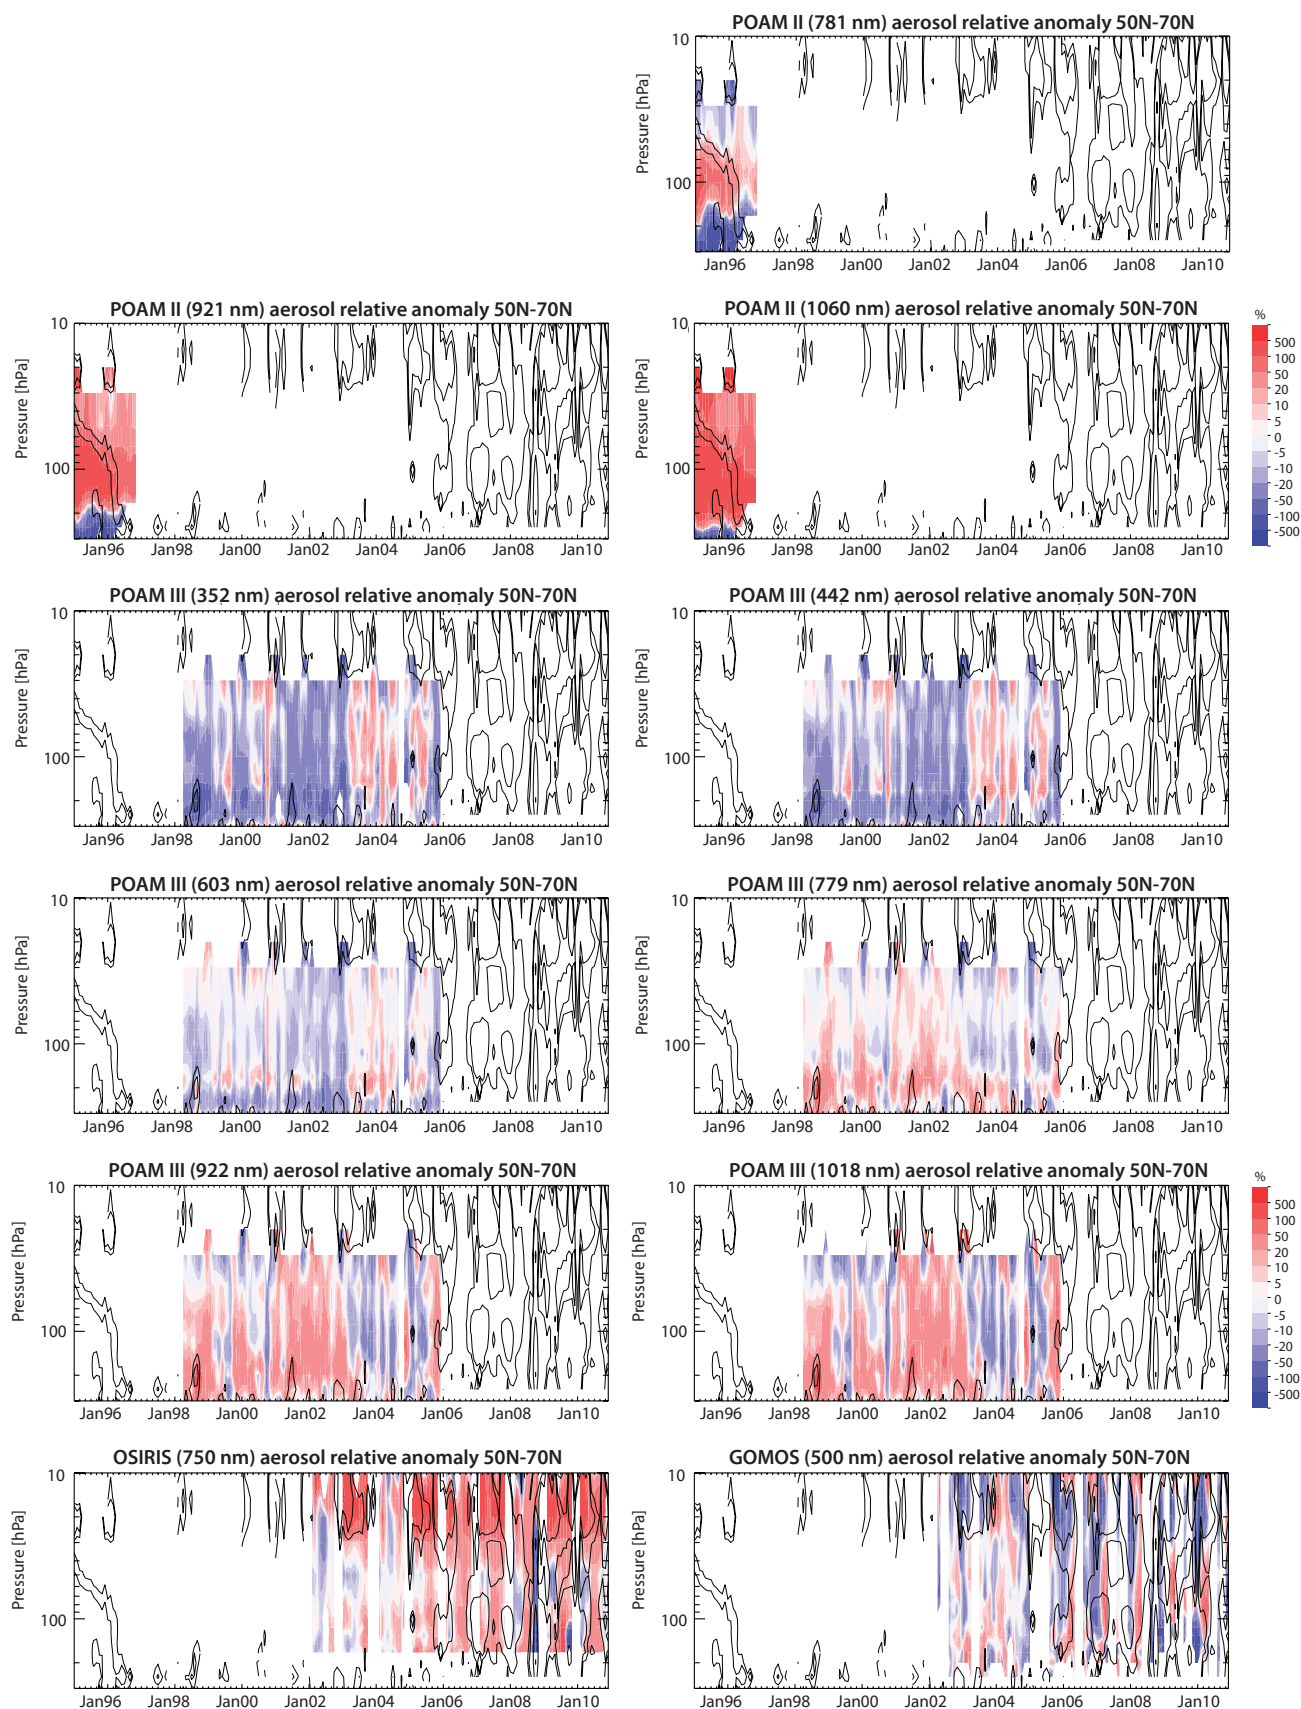 POAM II (781 nm) aerosol relative anomaly 50N-70N
10
Pressure [hPa]
100
Jan96 Jan98 Jan00 Jan02 Jan04 Jan06 Jan08 Jan10
POAM II (921 nm) aerosol relative anomaly 50N-70N
10
Pressure [hPa]
100
Jan96 Jan98 Jan00 Jan02 Jan04 Jan06 Jan08 Jan10
POAM II (1060 nm) aerosol relative anomaly 50N-70N
10
Pressure [hPa]
100
Jan96 Jan98 Jan00 Jan02 Jan04 Jan06 Jan08 Jan10
%
500
100
50
20
10
5
0
-5
-10
-20
-50
-100
-500
POAM III (352 nm) aerosol relative anomaly 50N-70N
10
Pressure [hPa]
100
Jan96 Jan98 Jan00 Jan02 Jan04 Jan06 Jan08 Jan10
POAM III (442 nm) aerosol relative anomaly 50N-70N
10
Pressure [hPa]
100
Jan96 Jan98 Jan00 Jan02 Jan04 Jan06 Jan08 Jan10
POAM III (603 nm) aerosol relative anomaly 50N-70N
10
Pressure [hPa]
100
Jan96 Jan98 Jan00 Jan02 Jan04 Jan06 Jan08 Jan10
POAM III (779 nm) aerosol relative anomaly 50N-70N
10
Pressure [hPa]
100
Jan96 Jan98 Jan00 Jan02 Jan04 Jan06 Jan08 Jan10
POAM III (922 nm) aerosol relative anomaly 50N-70N
10
Pressure [hPa]
100
Jan96 Jan98 Jan00 Jan02 Jan04 Jan06 Jan08 Jan10
POAM III (1018 nm) aerosol relative anomaly 50N-70N
10
Pressure [hPa]
100
Jan96 Jan98 Jan00 Jan02 Jan04 Jan06 Jan08 Jan10
%
500
100
50
20
10
5
0
-5
-10
-20
-50
-100
-500
OSIRIS (750 nm) aerosol relative anomaly 50N-70N
10
Pressure [hPa]
100
Jan96 Jan98 Jan00 Jan02 Jan04 Jan06 Jan08 Jan10
GOMOS (500 nm) aerosol relative anomaly 50N-70N
10
Pressure [hPa]
100
Jan96 Jan98 Jan00 Jan02 Jan04 Jan06 Jan08 Jan10